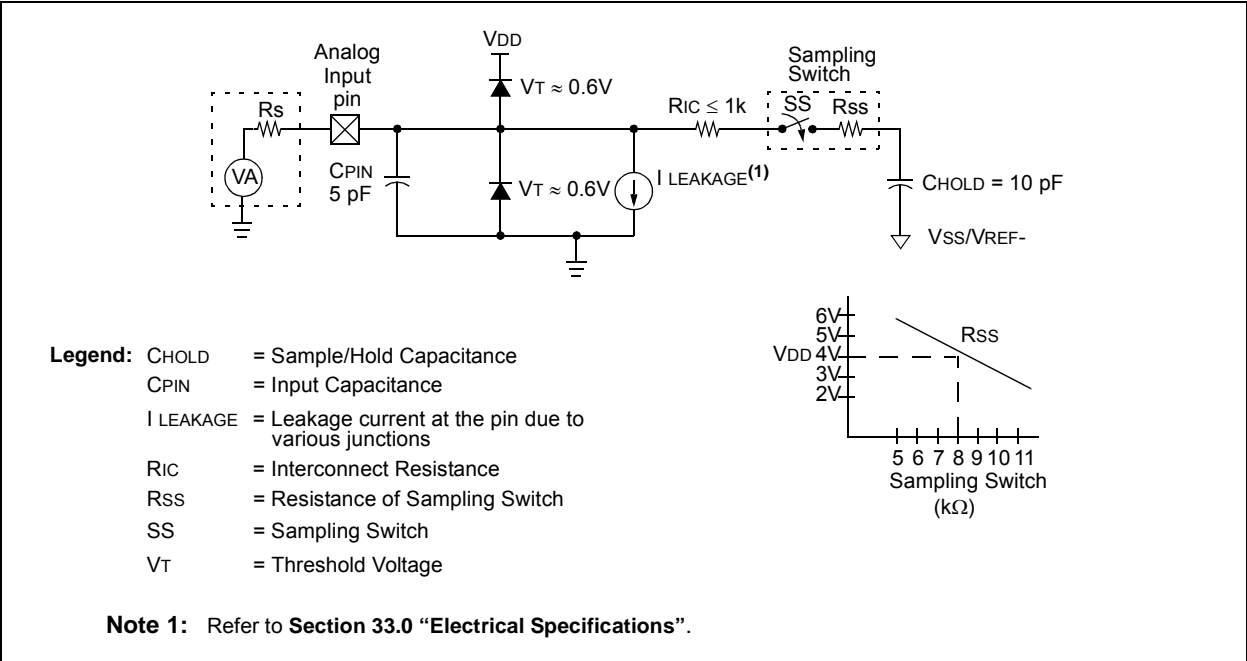 VDD
Analog
Input
pin
Sampling
Switch
VT ≈ 0.6V
RIC ≤ 1k
SS
Rss
Rs
VA
CPIN
5 pF
VT ≈ 0.6V
I LEAKAGE(1)
CHOLD = 10 pF
VSS/VREF-
6V
5V
VDD 4V
3V
2V
RSS
5 6 7 8 9 10 11
Sampling Switch
(kΩ)
Legend: CHOLD = Sample/Hold Capacitance
CPIN = Input Capacitance
I LEAKAGE = Leakage current at the pin due to
various junctions
RIC = Interconnect Resistance
RSS = Resistance of Sampling Switch
SS = Sampling Switch
VT = Threshold Voltage
Note 1: Refer to Section 33.0 “Electrical Specifications”.